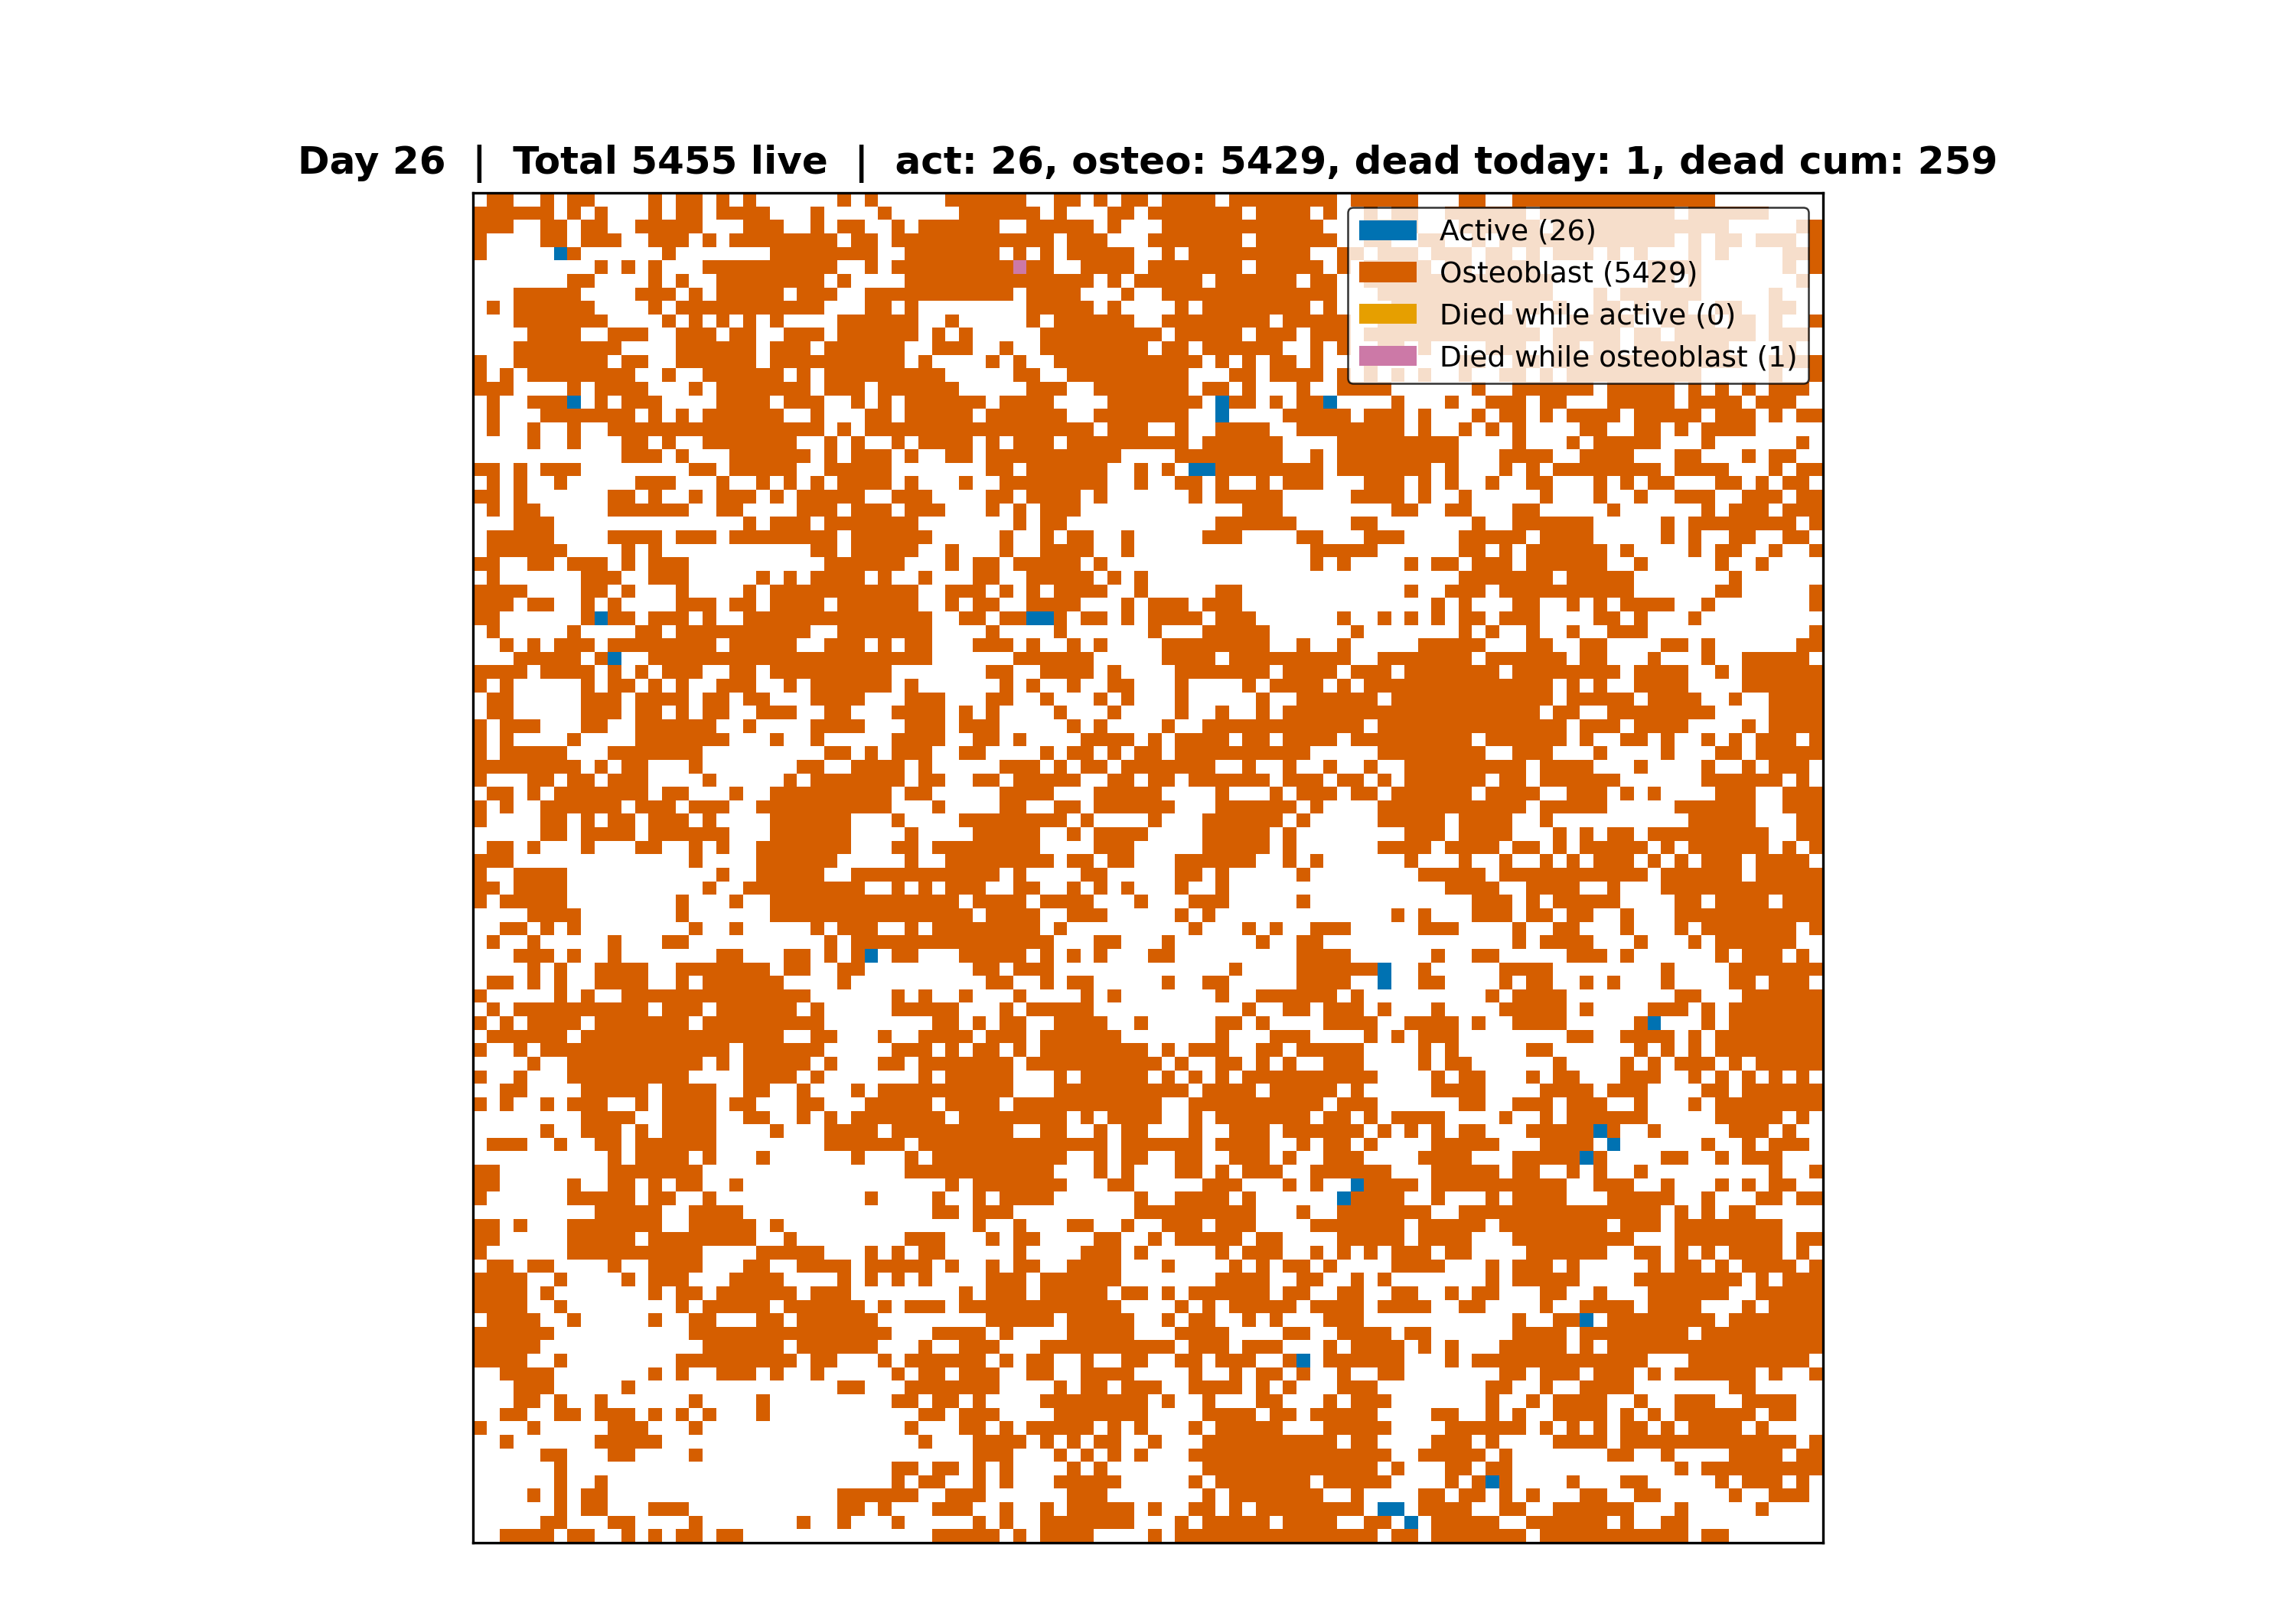 Day 26 | Total 5455 live | act: 26, osteo: 5429, dead today: 1, dead cum: 259
Active (26)
Osteoblast (5429)
Died while active (0)
Died while osteoblast (1)